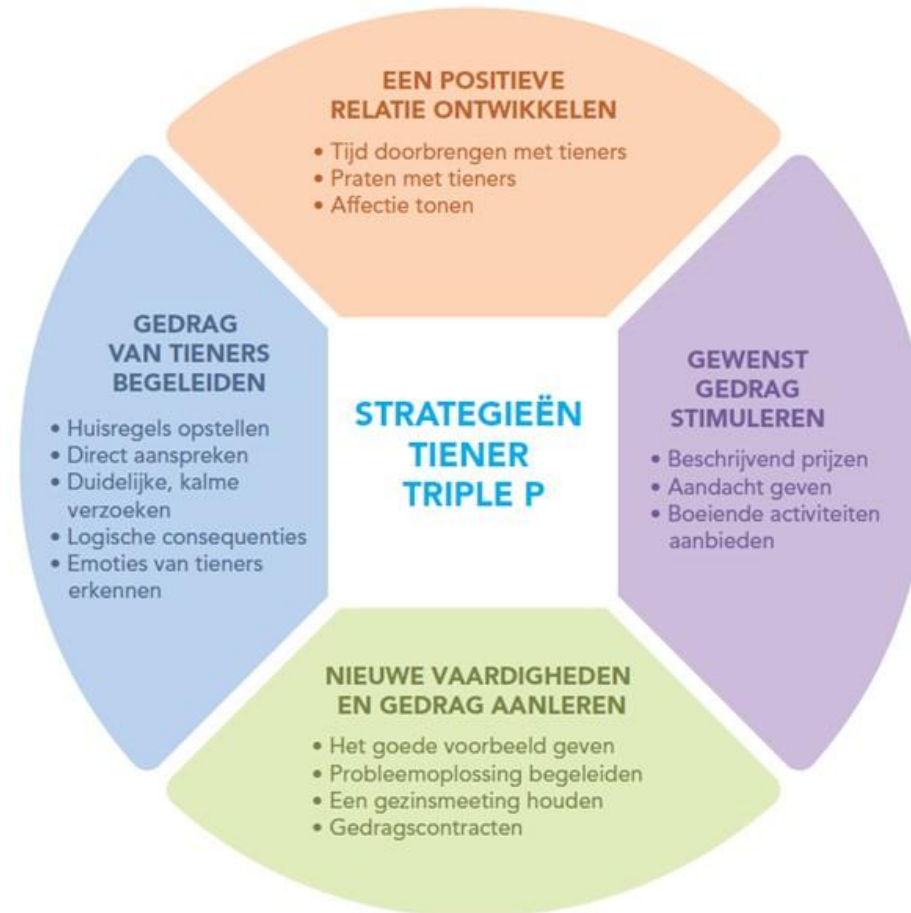 EEN POSITIEVE
RELATIE ONTWIKKELEN
• Tijd doorbrengen met tieners
• Praten met tieners
• Affectie tonen
GEDRAG
VAN TIENERS
BEGELEIDEN
• Huisregels opstellen
• Direct aanspreken
• Duidelijke, kalme
verzoeken
• Logische consequenties
• Emoties van tieners
erkennen
STRATEGIEËN
TIENER
TRIPLE P
GEWENST
GEDRAG
STIMULEREN
• Beschrijvend prijzen
• Aandacht geven
• Boeiende activiteiten
aanbieden
NIEUWE VAARDIGHEDEN
EN GEDRAG AANLEREN
• Het goede voorbeeld geven
• Probleemoplossing begeleiden
• Een gezinsmeeting houden
• Gedragscontracten